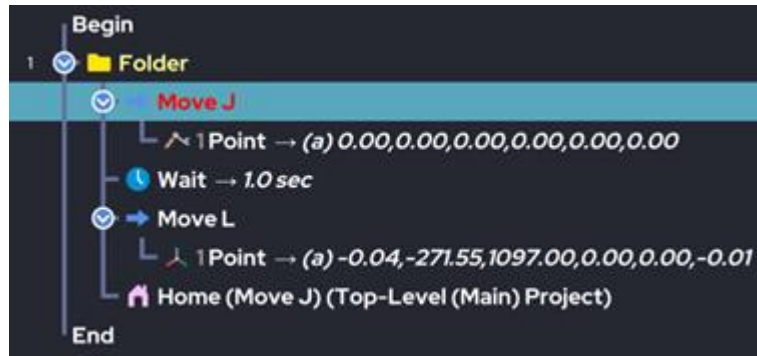 Begin
1 Folder
Move J
1 Point → (a) 0.00,0.00,0.00,0.00,0.00,0.00
Wait → 1.0 sec
Move L
1 Point → (a) -0.04,-271.55,1097.00,0.00,0.00,-0.01
Home (Move J) (Top-Level (Main) Project)
End